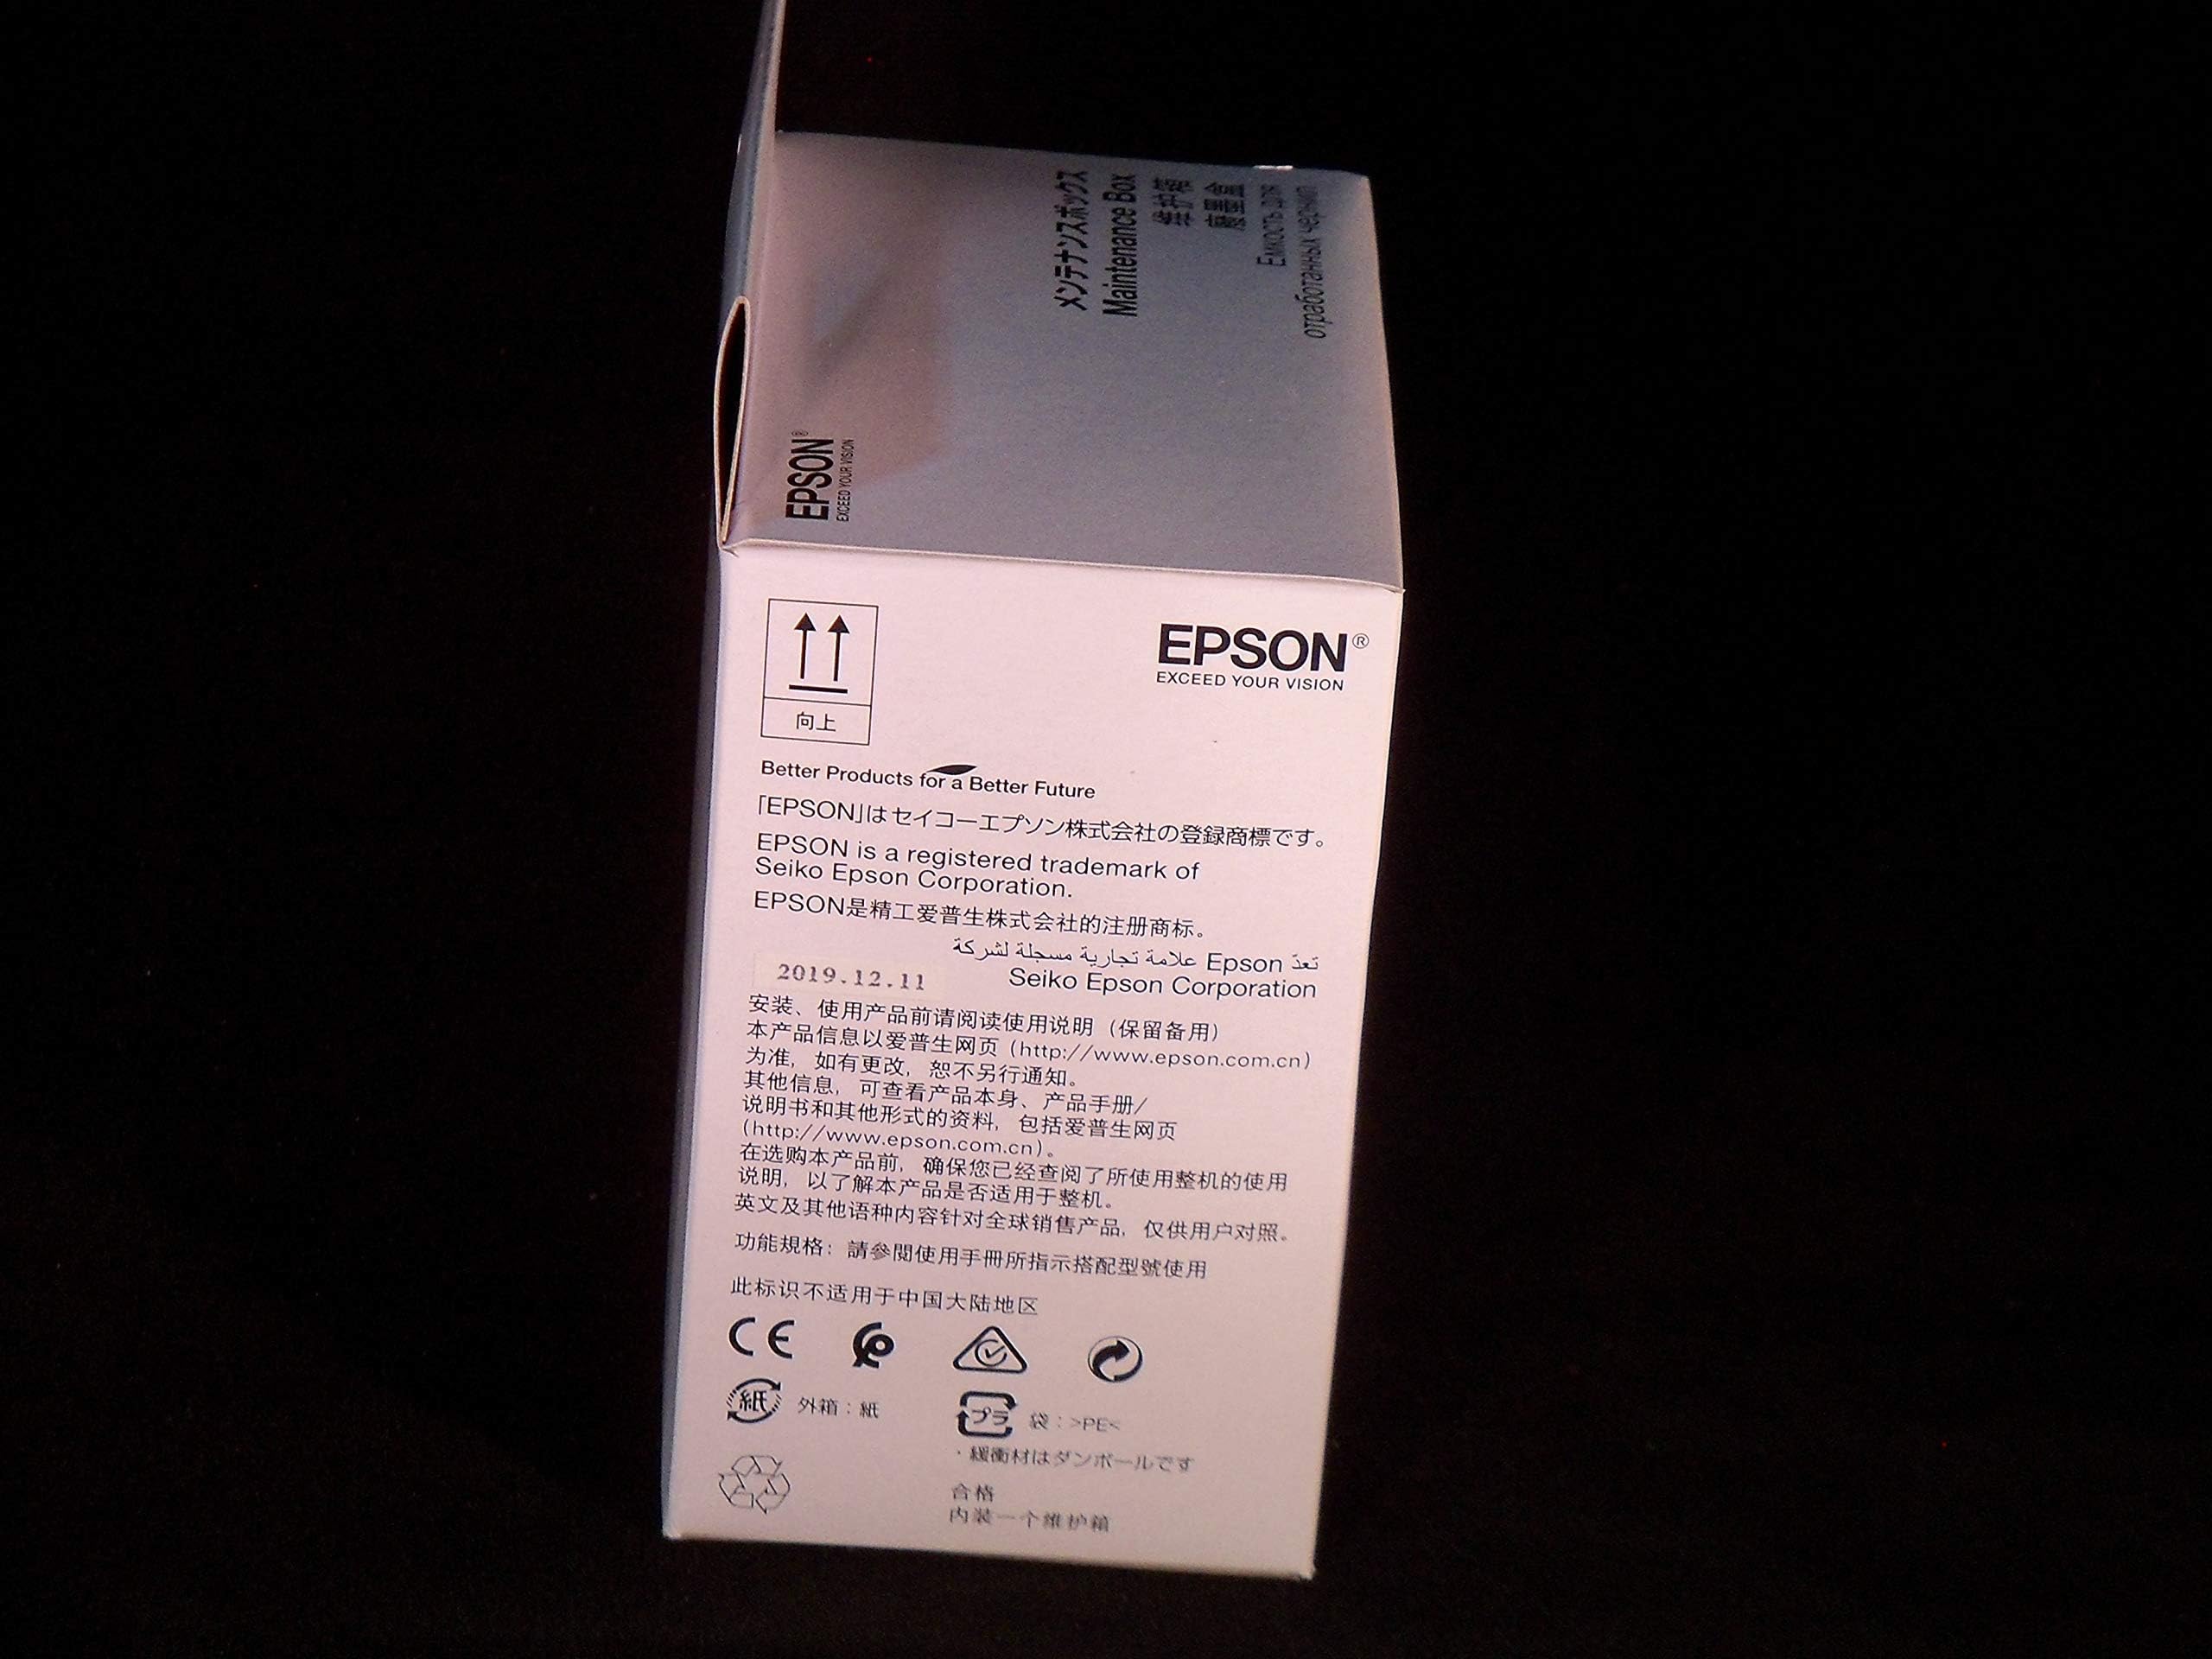 メンテナンスボックス
Maintenance Box
维护箱
廢墨盒
Емкость для
отработанных чернил
EPSON®
EXCEED YOUR VISION
向上
EPSON®
EXCEED YOUR VISION
Better Products for a Better Future
「EPSON」はセイコーエプソン株式会社の登録商標です。
EPSON is a registered trademark of
Seiko Epson Corporation.
EPSON是精工爱普生株式会社的注册商标。
تعدّ Epson علامة تجارية مسجلة لشركة
Seiko Epson Corporation
2019.12.11
安装、使用产品前请阅读使用说明（保留备用）
本产品信息以爱普生网页（http://www.epson.com.cn）
为准，如有更改，恕不另行通知。
其他信息，可查看产品本身、产品手册/
说明书和其他形式的资料，包括爱普生网页
（http://www.epson.com.cn）。
在选购本产品前，确保您已经查阅了所使用整机的使用
说明，以了解本产品是否适用于整机。
英文及其他语种内容针对全球销售产品，仅供用户对照。
功能規格：請參閱使用手冊所指示搭配型號使用
此标识不适用于中国大陆地区
CE
紙 外箱：紙
プラ 袋：>PE<
・緩衝材はダンボールです
合格
内装一个维护箱